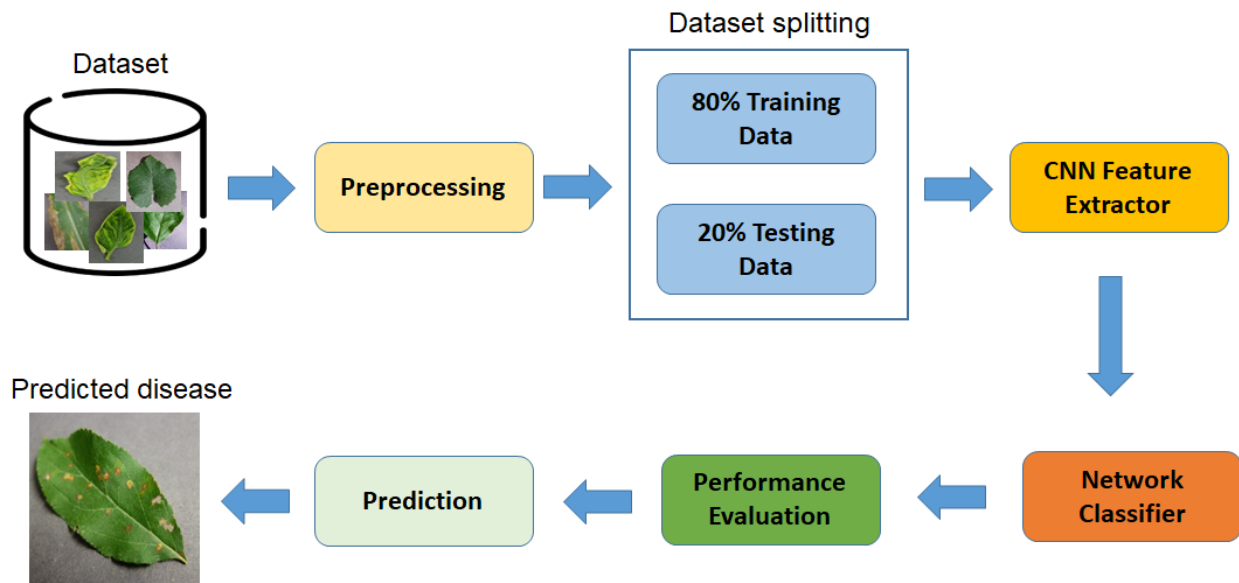 Dataset
Preprocessing
Dataset splitting
80% Training
Data
20% Testing
Data
CNN Feature
Extractor
Network
Classifier
Performance
Evaluation
Prediction
Predicted disease